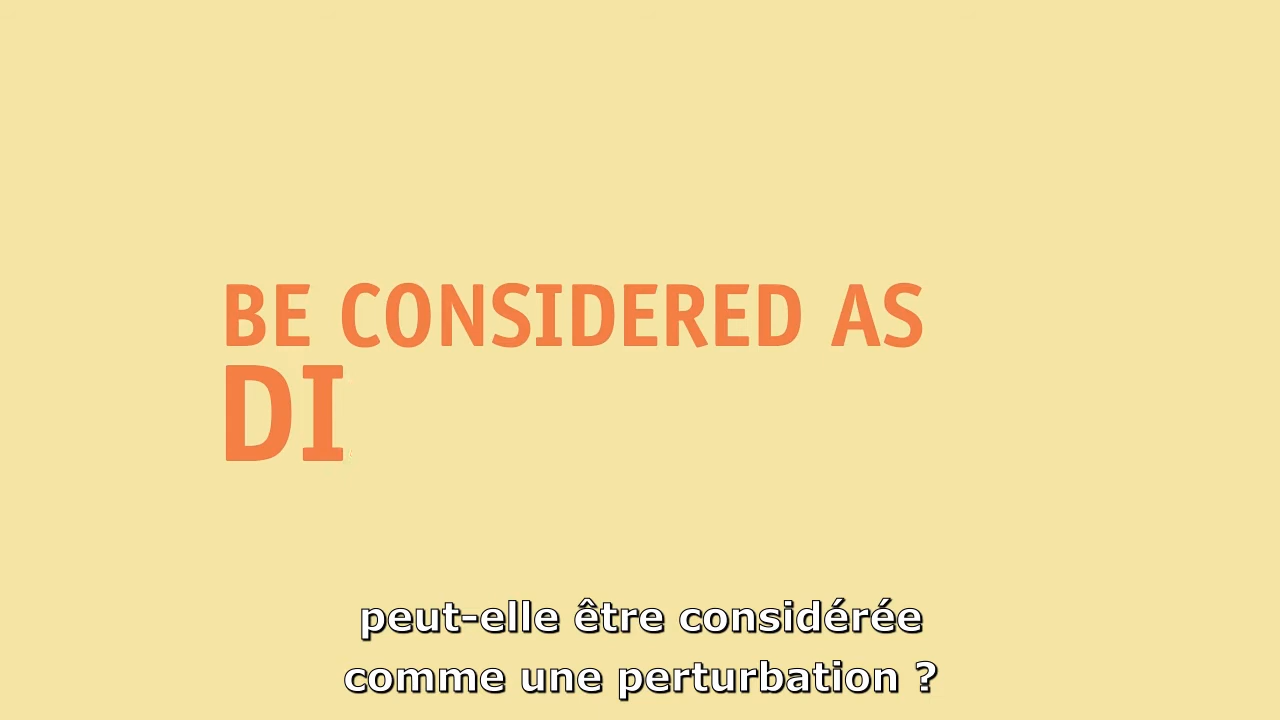 BE CONSIDERED AS
DI
peut-elle être considérée
comme une perturbation ?